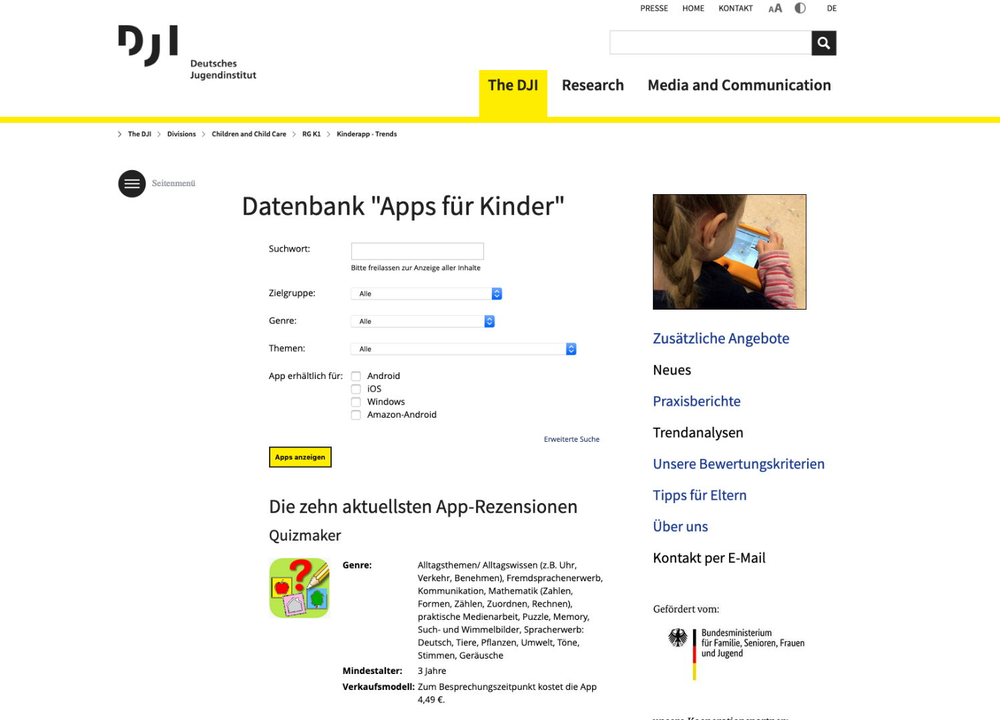 PRESSE HOME KONTAKT AA DE
DJI
Deutsches
Jugendinstitut
The DJI Research Media and Communication
The DJI Divisions Children and Child Care RG K1 Kinderapp - Trends
Seitenmenü
Datenbank "Apps für Kinder"
Suchwort:
Bitte freilassen zur Anzeige aller Inhalte
Zielgruppe: Alle
Genre: Alle
Themen: Alle
App erhältlich für: Android
iOS
Windows
Amazon-Android
Erweiterte Suche
Apps anzeigen
Die zehn aktuellsten App-Rezensionen
Quizmaker
?
Genre: Alltagsthemen/ Alltagswissen (z.B. Uhr,
Verkehr, Benehmen), Fremdsprachenerwerb,
Kommunikation, Mathematik (Zahlen,
Formen, Zählen, Zuordnen, Rechnen),
praktische Medienarbeit, Puzzle, Memory,
Such- und Wimmelbilder, Spracherwerb:
Deutsch, Tiere, Pflanzen, Umwelt, Töne,
Stimmen, Geräusche
Mindestalter: 3 Jahre
Verkaufsmodell: Zum Besprechungszeitpunkt kostet die App
4,49 €.
Zusätzliche Angebote
Neues
Praxisberichte
Trendanalysen
Unsere Bewertungskriterien
Tipps für Eltern
Über uns
Kontakt per E-Mail
Gefördert vom:
Bundesministerium
für Familie, Senioren, Frauen
und Jugend